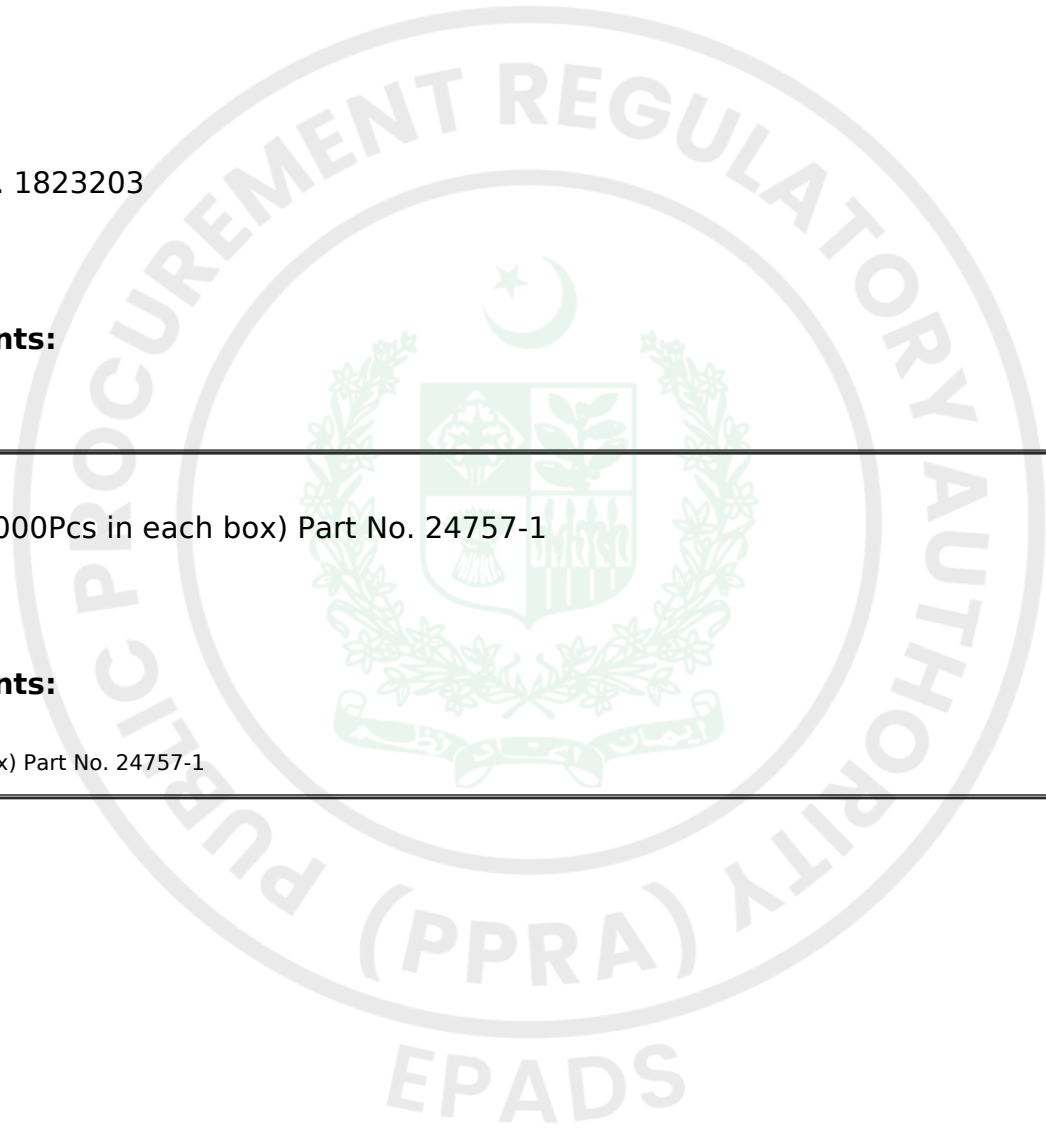 . 1823203
nts:
000Pcs in each box) Part No. 24757-1
nts:
x) Part No. 24757-1
PUBLIC PROCUREMENT REGULATORY AUTHORITY
(PPRA)
EPADS